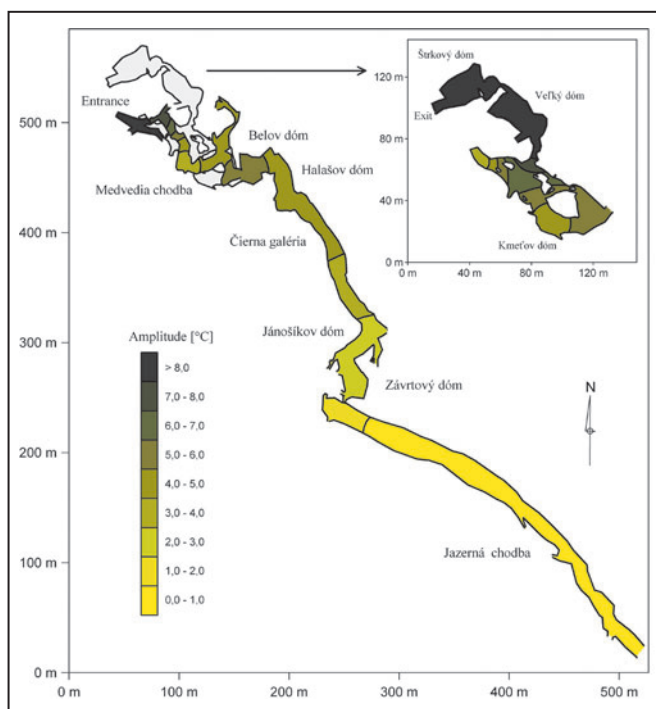 500 m
400 m
300 m
200 m
100 m
0 m
0 m
100 m
200 m
300 m
400 m
500 m
Entrance
Medvedia chodba
Belov dóm
Halašov dóm
Čierna galéria
Jánošíkov dóm
Závrtový dóm
Jazerná chodba
N
Amplitude [°C]
> 8,0
7,0 - 8,0
6,0 - 7,0
5,0 - 6,0
4,0 - 5,0
3,0 - 4,0
2,0 - 3,0
1,0 - 2,0
0,0 - 1,0
120 m
80 m
40 m
0 m
0 m
40 m
80 m
120 m
Štrkový dóm
Veľký dóm
Exit
Kmeťov dóm